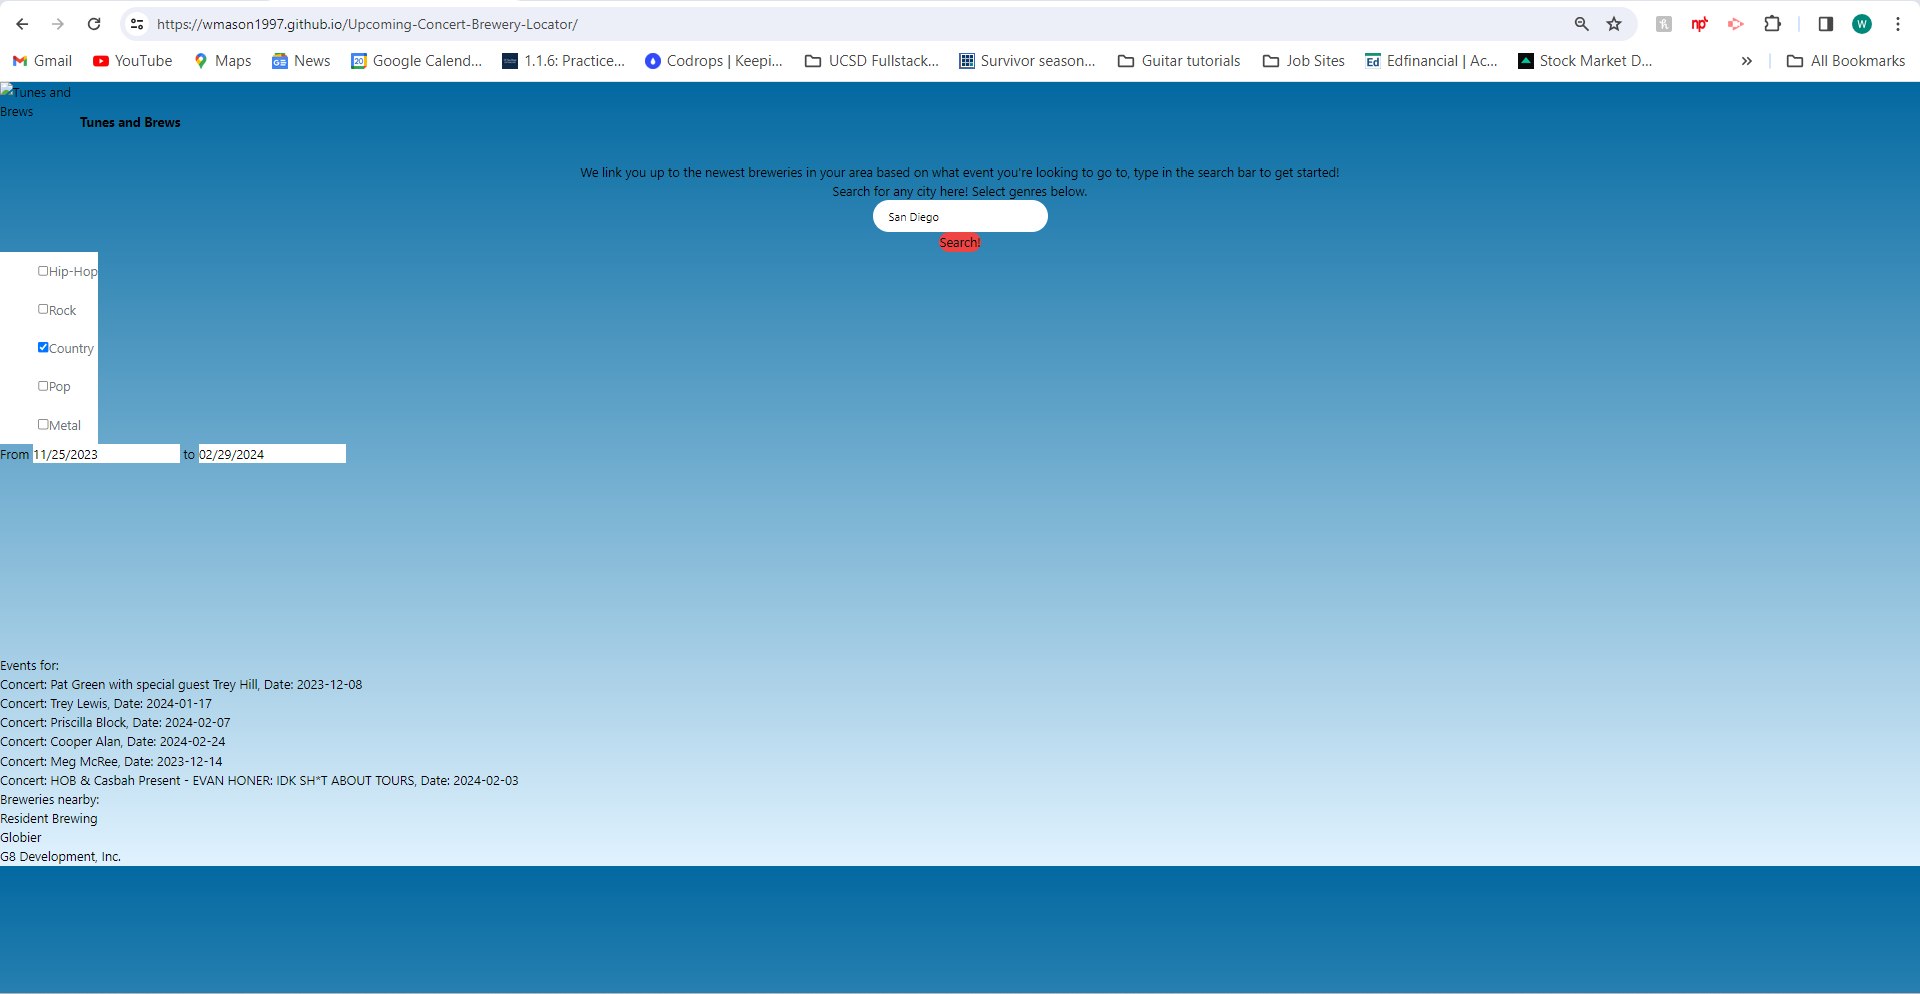 https://wmason1997.github.io/Upcoming-Concert-Brewery-Locator/
W
Gmail YouTube Maps News 20 Google Calend... 1.1.6: Practice... Codrops | Keepi... UCSD Fullstack... Survivor season... Guitar tutorials Job Sites Ed Edfinancial | Ac... Stock Market D... » All Bookmarks
Tunes and
Brews
Tunes and Brews
We link you up to the newest breweries in your area based on what event you're looking to go to, type in the search bar to get started!
Search for any city here! Select genres below.
San Diego
Search!
Hip-Hop
Rock
Country
Pop
Metal
From 11/25/2023 to 02/29/2024
Events for:
Concert: Pat Green with special guest Trey Hill, Date: 2023-12-08
Concert: Trey Lewis, Date: 2024-01-17
Concert: Priscilla Block, Date: 2024-02-07
Concert: Cooper Alan, Date: 2024-02-24
Concert: Meg McRee, Date: 2023-12-14
Concert: HOB & Casbah Present - EVAN HONER: IDK SH*T ABOUT TOURS, Date: 2024-02-03
Breweries nearby:
Resident Brewing
Globier
G8 Development, Inc.